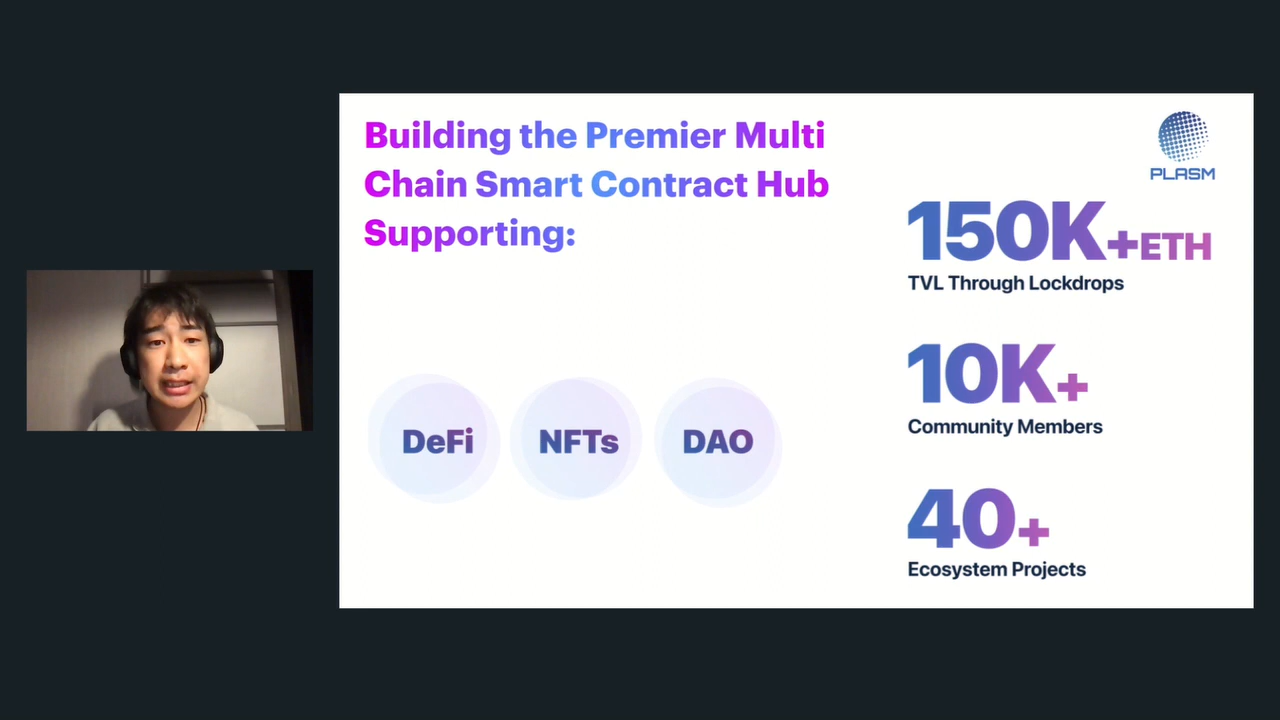 Building the Premier Multi
Chain Smart Contract Hub
Supporting:
DeFi
NFTs
DAO
PLASM
150K+ETH
TVL Through Lockdrops
10K+
Community Members
40+
Ecosystem Projects